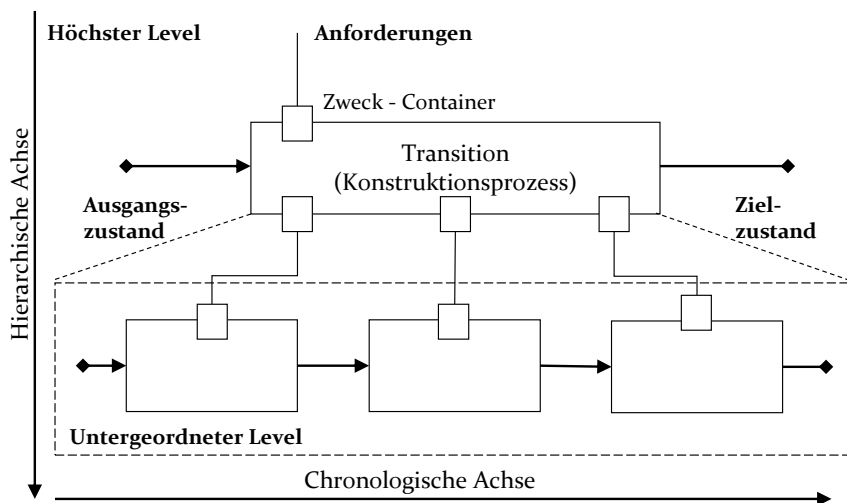 Höchster Level
Anforderungen
Zweck - Container
Transition
(Konstruktionsprozess)
Ausgangs-
zustand
Ziel-
zustand
Hierarchische Achse
Untergeordneter Level
Chronologische Achse